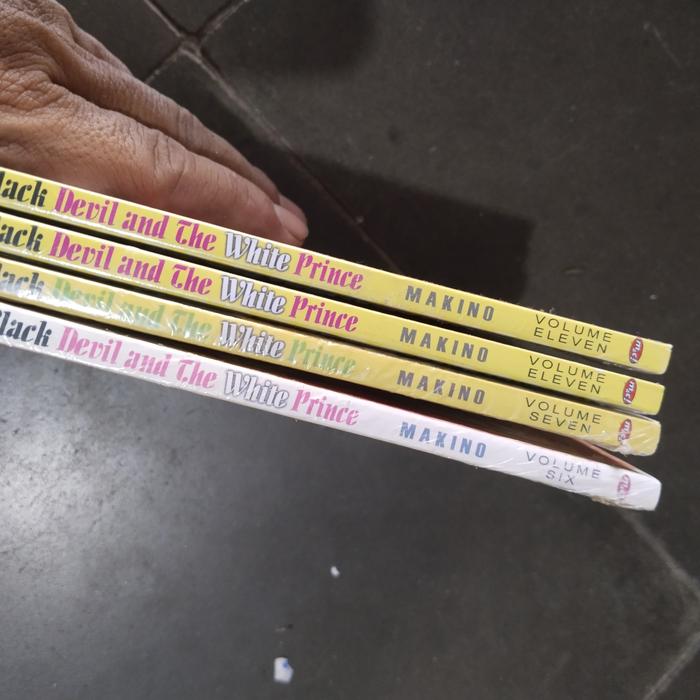 lack Devil and The White Prince MAKINO VOLUME ELEVEN m&c!
lack Devil and The White Prince MAKINO VOLUME ELEVEN m&c!
lack Devil and The White Prince MAKINO VOLUME SEVEN m&c!
lack Devil and The White Prince MAKINO VOLUME SIX